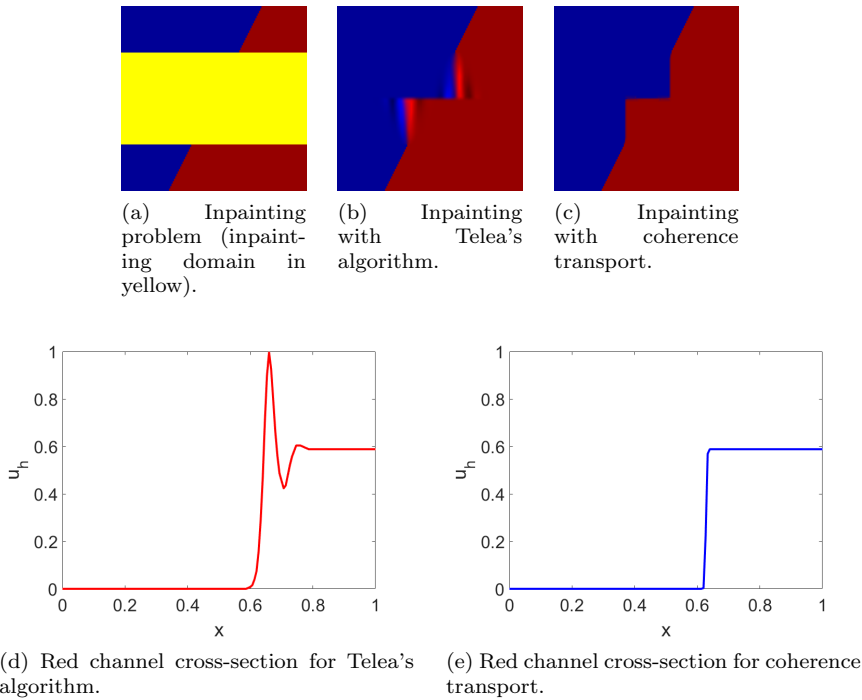 (a) Inpainting
problem (inpaint-
ing domain in
yellow).
(b) Inpainting
with Telea's
algorithm.
(c) Inpainting
with coherence
transport.
1
0.8
0.6
0.4
0.2
0
u_h
0 0.2 0.4 0.6 0.8 1
x
1
0.8
0.6
0.4
0.2
0
u_h
0 0.2 0.4 0.6 0.8 1
x
(d) Red channel cross-section for Telea's
algorithm.
(e) Red channel cross-section for coherence
transport.